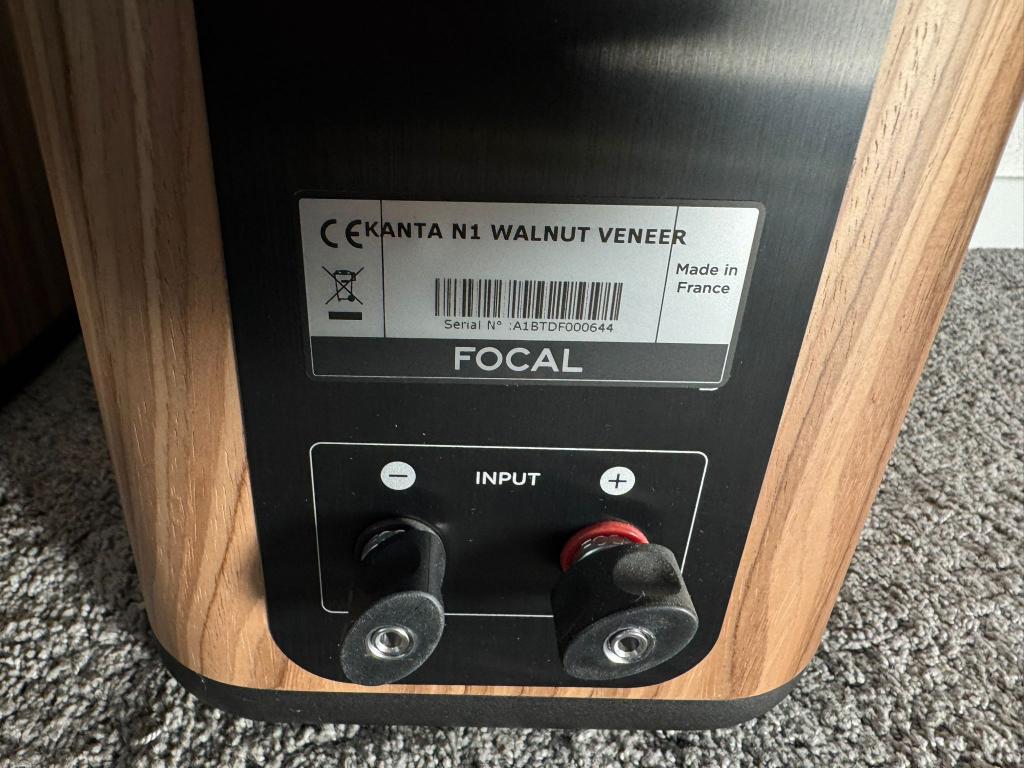 CE KANTA N1 WALNUT VENEER
Made in
France
Serial N° :A1BTDF000644
FOCAL
− INPUT +